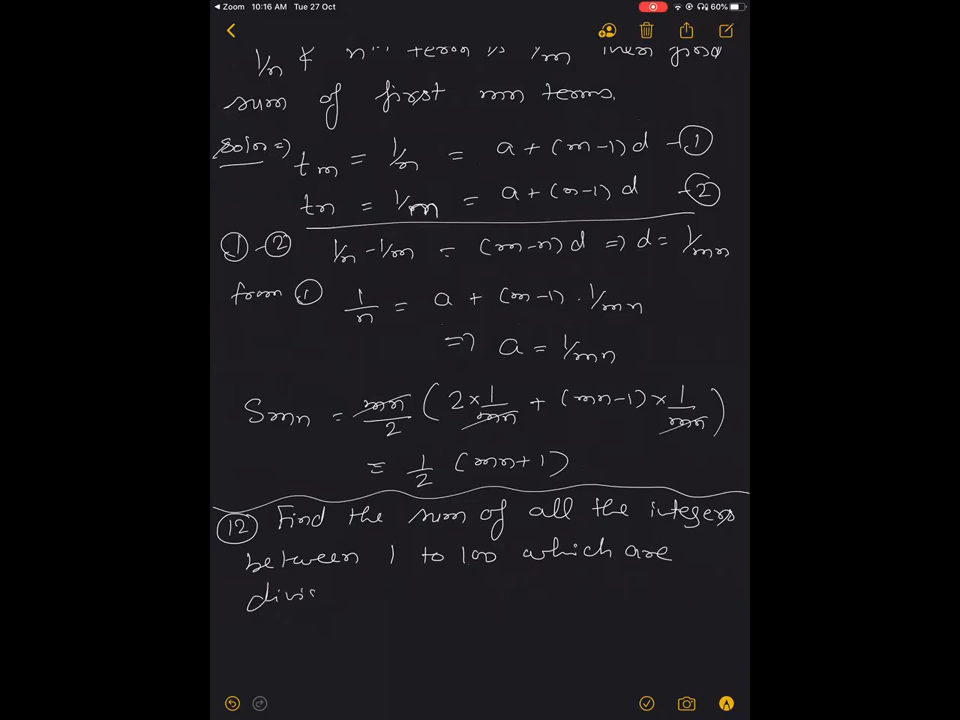 Zoom 10:16 AM Tue 27 Oct 60%
1/n & nth term is 1/m then
sum of first mn terms.
Soln ⇒ tm = 1/n = a + (m-1)d - ①
tn = 1/m = a + (n-1)d - ②
① - ② 1/n - 1/m = (m-n)d ⇒ d = 1/mn
from ① 1/n = a + (m-1) · 1/mn
⇒ a = 1/mn
Smn = mn/2 (2 × 1/mn + (mn-1) × 1/mn)
= 1/2 (mn+1)
⑫ Find the sum of all the integers
between 1 to 100 which are
divis